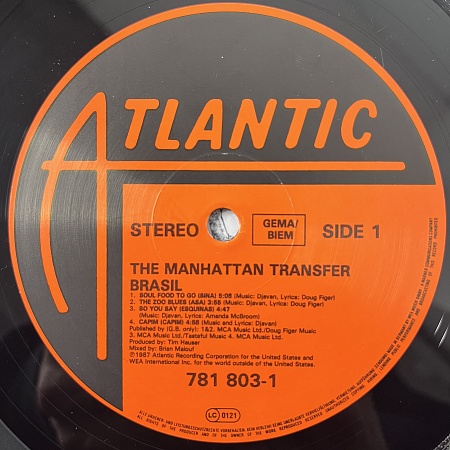 ATLANTIC
STEREO GEMA/ BIEM SIDE 1
THE MANHATTAN TRANSFER
BRASIL
1. SOUL FOOD TO GO (SINA) 5:08 (Music: Djavan, Lyrics: Doug Figer)
2. THE ZOO BLUES (ASA) 3:55 (Music: Djavan, Lyrics: Doug Figer)
3. SO YOU SAY (ESQUINAS) 4:47
(Music: Djavan, Lyrics: Amanda McBroom)
4. CAPIM (CAPIM) 4:58 (Music and Lyrics: Djavan)
Published by (G.B. only): 1&2. MCA Music Ltd./Doug Figer Music
3. MCA Music Ltd./Tasteful Music 4. MCA Music Ltd.
Produced by: Tim Hauser
Mixed by: Brian Malouf
℗1987 Atlantic Recording Corporation for the United States and
WEA International Inc. for the world outside of the United States.
781 803-1
LC 0121